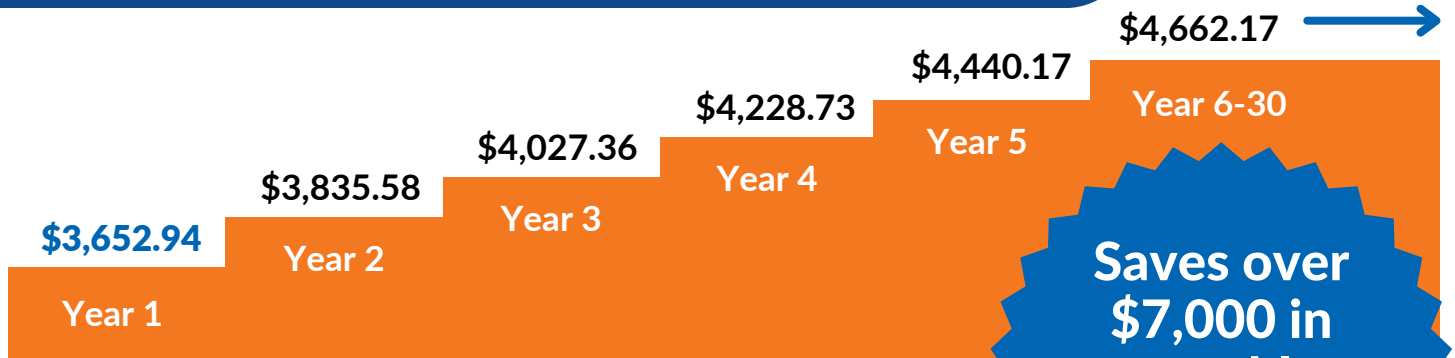 $3,652.94
Year 1
$3,835.58
Year 2
$4,027.36
Year 3
$4,228.73
Year 4
$4,440.17
Year 5
$4,662.17
Year 6-30
Saves over
$7,000 in